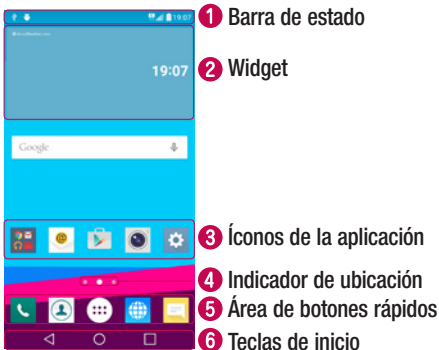 19:07
1 Barra de estado
19:07
2 Widget
Google
3 Íconos de la aplicación
4 Indicador de ubicación
5 Área de botones rápidos
6 Teclas de inicio